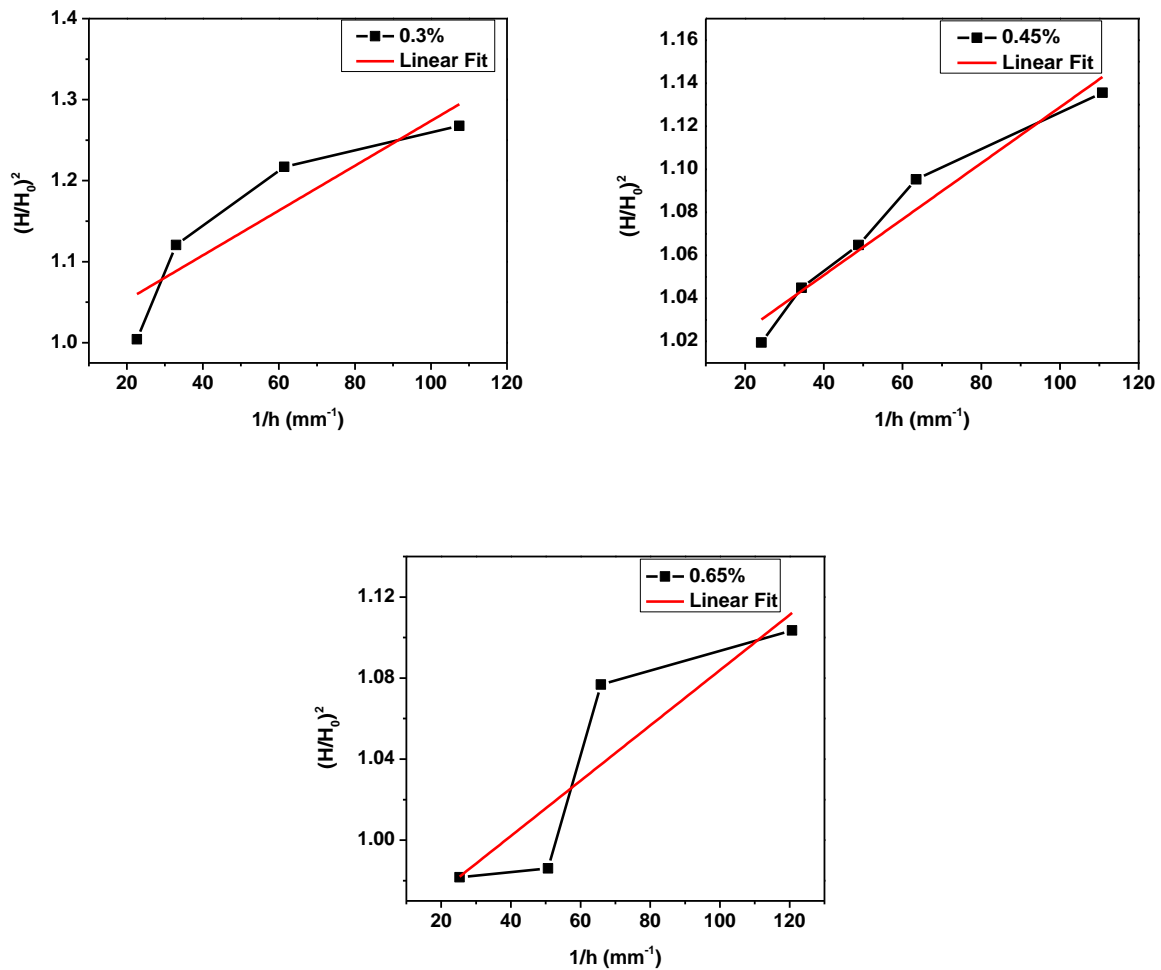 0.3%
Linear Fit
1.4
1.3
1.2
1.1
1.0
(H/H₀)²
20 40 60 80 100 120
1/h (mm⁻¹)
0.45%
Linear Fit
1.16
1.14
1.12
1.10
1.08
1.06
1.04
1.02
(H/H₀)²
20 40 60 80 100 120
1/h (mm⁻¹)
0.65%
Linear Fit
1.12
1.08
1.04
1.00
(H/H₀)²
20 40 60 80 100 120
1/h (mm⁻¹)